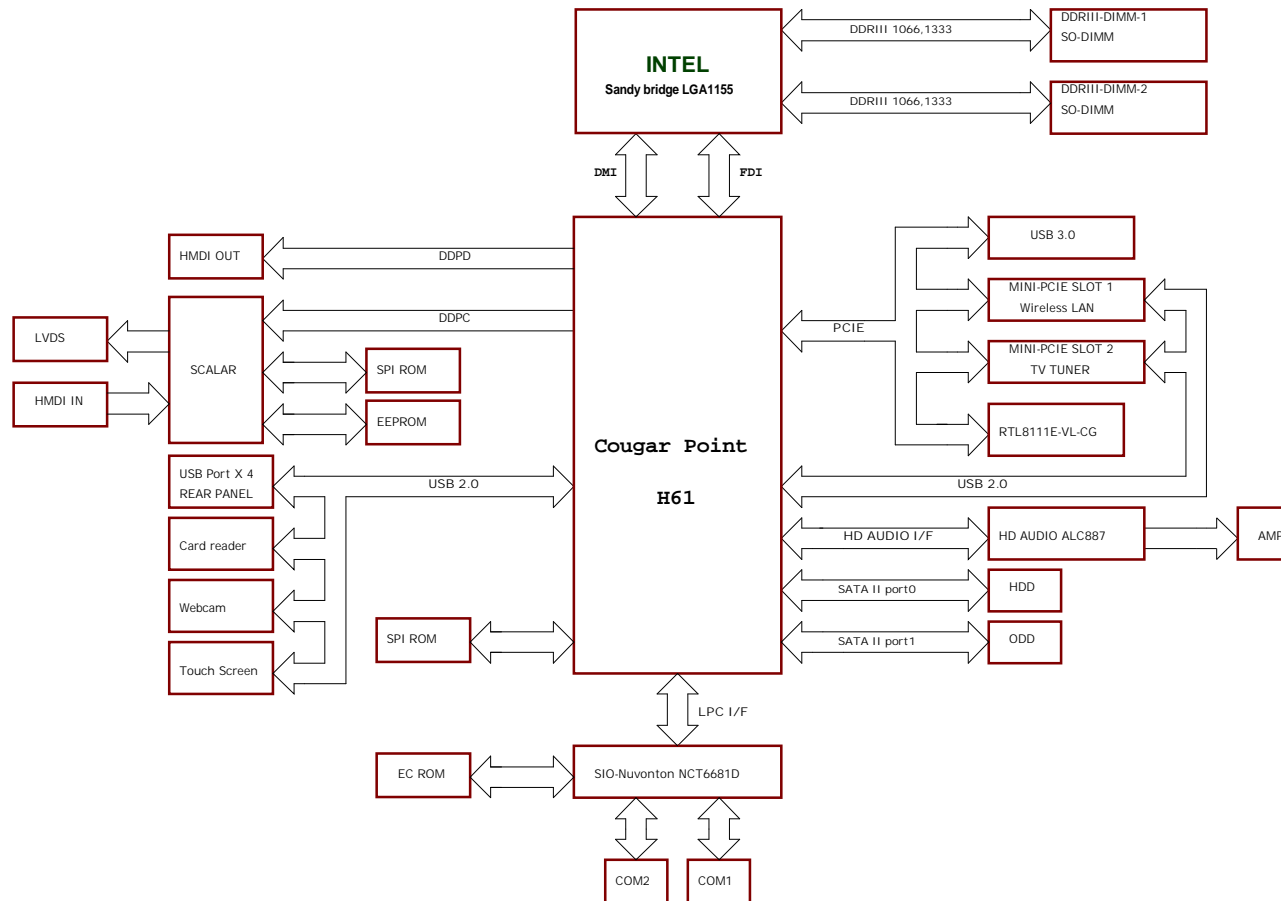 INTEL
Sandy bridge LGA1155
DDRIII 1066,1333
DDRIII-DIMM-1
SO-DIMM
DDRIII 1066,1333
DDRIII-DIMM-2
SO-DIMM
DMI
FDI
HMDI OUT
DDPD
USB 3.0
SCALAR
DDPC
MINI-PCIE SLOT 1
Wireless LAN
LVDS
PCIE
SPI ROM
MINI-PCIE SLOT 2
TV TUNER
HMDI IN
EEPROM
RTL8111E-VL-CG
Cougar Point
H61
USB Port X 4
REAR PANEL
USB 2.0
USB 2.0
Card reader
HD AUDIO I/F
HD AUDIO ALC887
AMP
SATA II port0
HDD
Webcam
SPI ROM
SATA II port1
ODD
Touch Screen
LPC I/F
EC ROM
SIO-Nuvonton NCT6681D
COM2
COM1